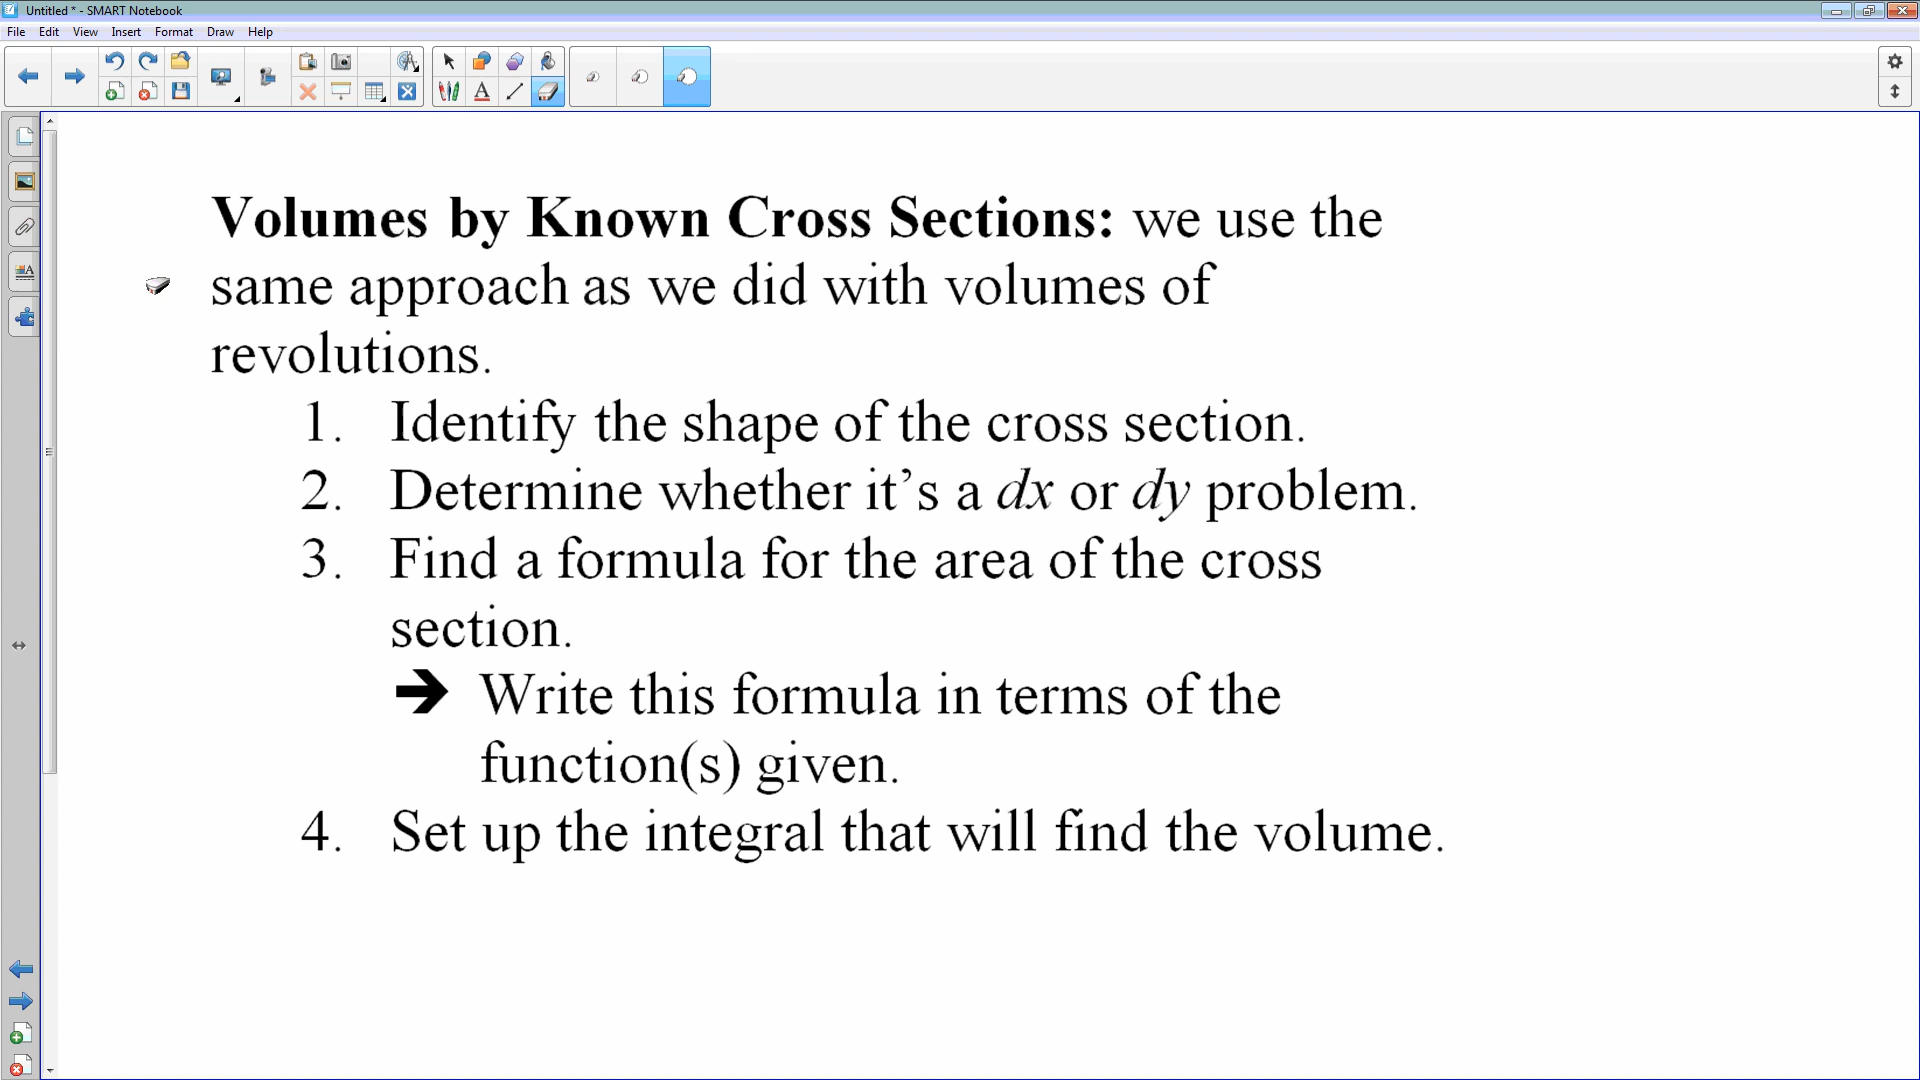 Untitled * - SMART Notebook
File Edit View Insert Format Draw Help
Volumes by Known Cross Sections: we use the
same approach as we did with volumes of
revolutions.
1. Identify the shape of the cross section.
2. Determine whether it’s a dx or dy problem.
3. Find a formula for the area of the cross
section.
➔ Write this formula in terms of the
function(s) given.
4. Set up the integral that will find the volume.